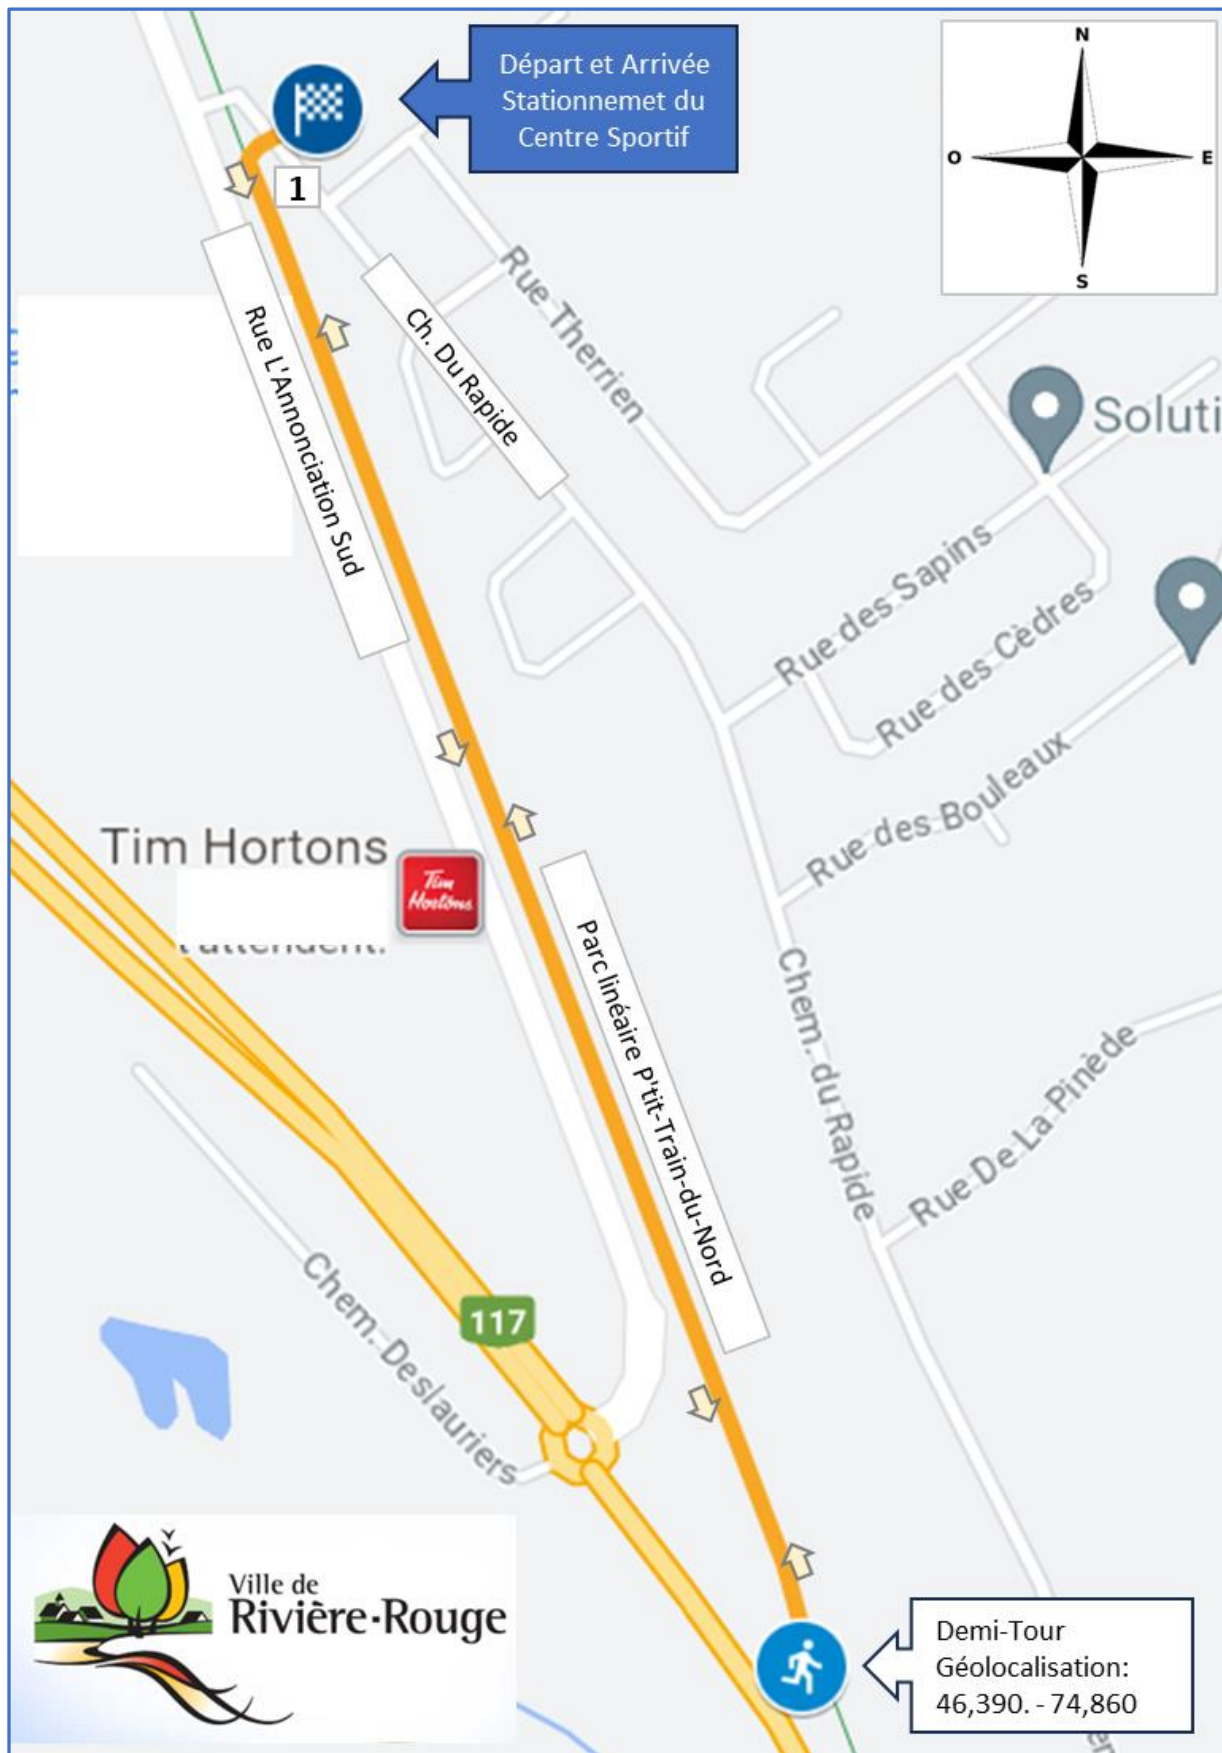 Départ et Arrivée
Stationnemet du
Centre Sportif
N
O
E
S
1
Rue L'Annonciation Sud
Ch. Du Rapide
Rue Therrien
Soluti
Rue des Sapins
Rue des Cèdres
Rue des Bouleaux
Tim Hortons
Tim
Hortons
t'attendent.
Parc linéaire P'tit-Train-du-Nord
Chem. du Rapide
Rue De La Pinède
117
Chem. Deslauriers
Ville de
Rivière-Rouge
Demi-Tour
Géolocalisation:
46,390. - 74,860